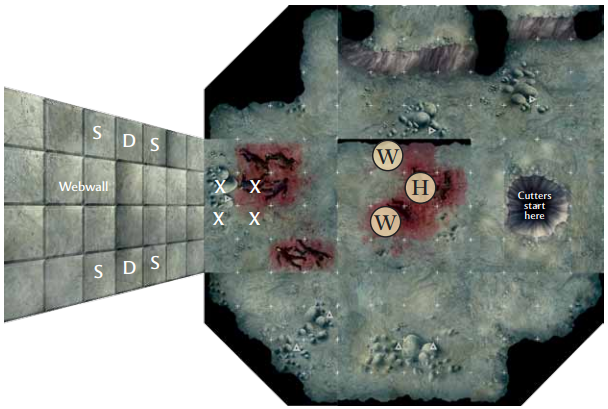 S D S
Webwall
X X
X X
S D S
W
H
W
Cutters
start
here